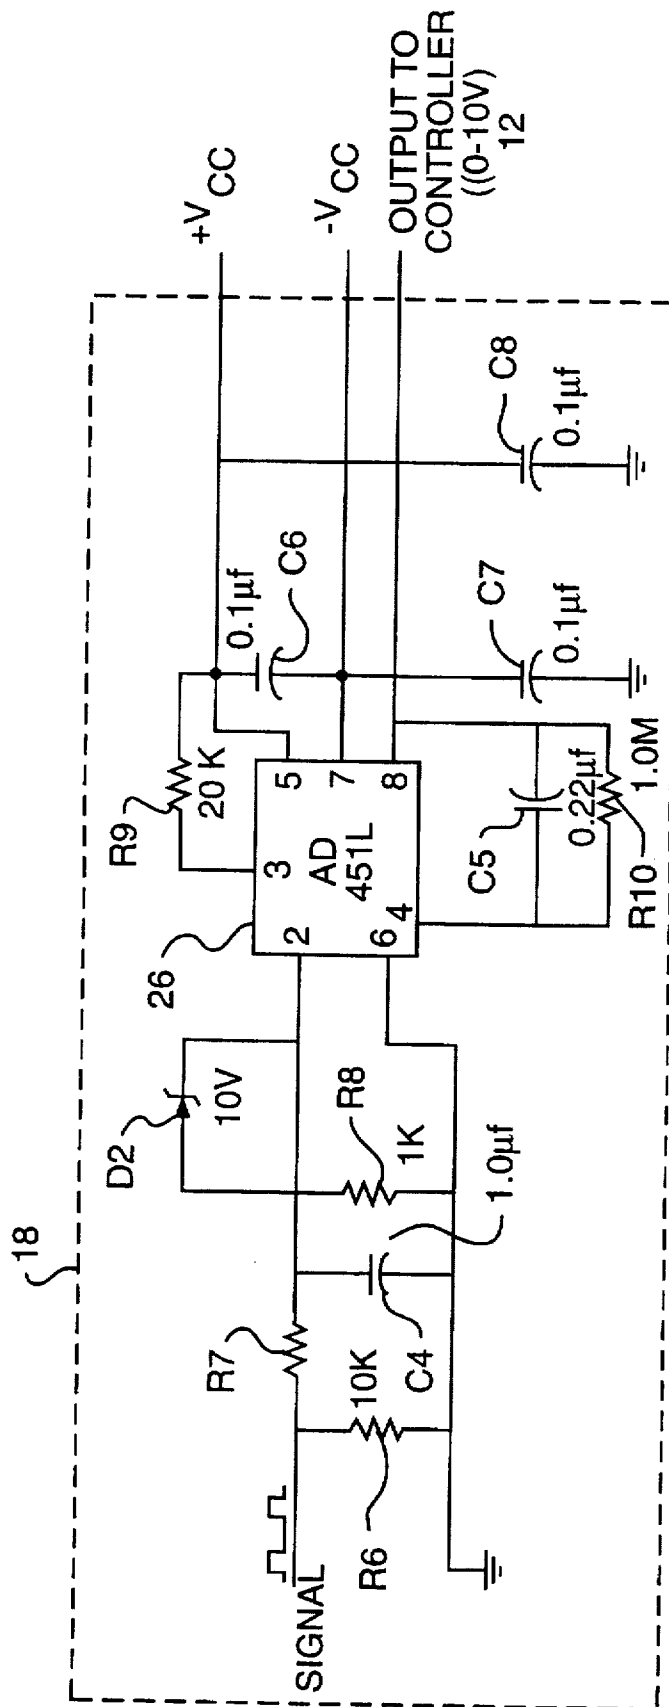 18
SIGNAL
R6
10K
R7
C4
1.0µf
R8
1K
D2
10V
26
2
6
4
3
AD
451L
5
7
8
R9
20 K
0.1µf
C6
C5
0.22µf
R10
1.0M
C7
0.1µf
C8
0.1µf
+VCC
-VCC
OUTPUT TO
CONTROLLER
((0-10V)
12